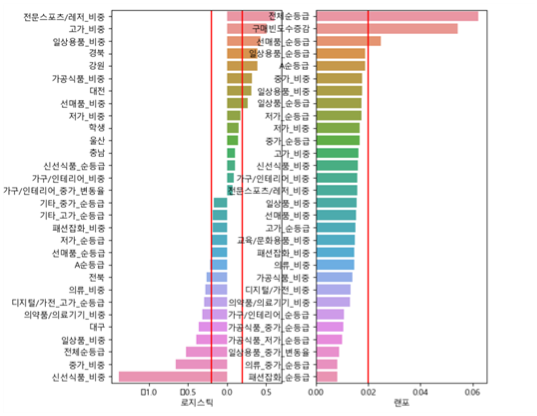 전문스포츠/레저_비중
고가_비중
일상용품_비중
경북
강원
가공식품_비중
대전
선매품_비중
저가_비중
학생
울산
충남
신선식품_순등급
가구/인테리어_비중
가구/인테리어_중가_변동율
기타_중가_순등급
기타_고가_순등급
패션잡화_비중
저가_순등급
선매품_순등급
A순등급
전북
의류_비중
디지털/가전_고가_순등급
의약품/의료기기_비중
대구
일상품_비중
전체순등급
중가_비중
신선식품_비중
1.0 0.5 0.0 0.5
로지스틱
전체순등급
구매빈도수증감
선매품_순등급
일상용품_순등급
A순등급
중가_비중
일상용품_비중
일상품_순등급
저가_순등급
저가_비중
중가_순등급
고가_비중
신선식품_비중
가구/인테리어_비중
전문스포츠/레저_비중
일상품_비중
선매품_비중
고가_순등급
교육/문화용품_비중
패션잡화_비중
의류_비중
가공식품_비중
디지털/가전_비중
의약품/의료기기_비중
가구/인테리어_순등급
가공식품_중가_순등급
가공식품_저가_순등급
일상용품_중가_변동율
의류_중가_순등급
패션잡화_순등급
0.00 0.02 0.04 0.06
랜포